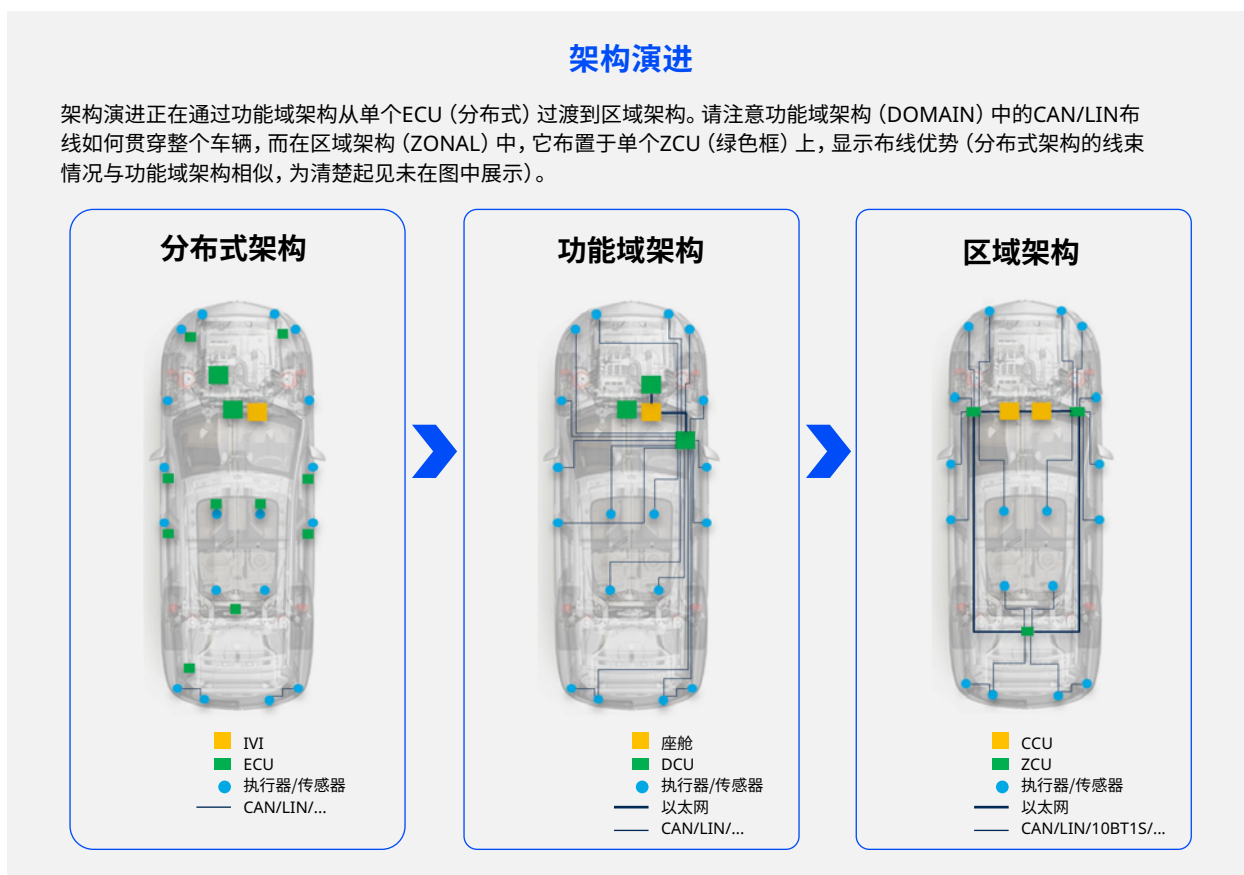 架构演进
架构演进正在通过功能域架构从单个ECU（分布式）过渡到区域架构。请注意功能域架构（DOMAIN）中的CAN/LIN布
线如何贯穿整个车辆，而在区域架构（ZONAL）中，它布置于单个ZCU（绿色框）上，显示布线优势（分布式架构的线束
情况与功能域架构相似，为清楚起见未在图中展示）。
分布式架构
IVI
ECU
执行器/传感器
CAN/LIN/...
功能域架构
座舱
DCU
执行器/传感器
以太网
CAN/LIN/...
区域架构
CCU
ZCU
执行器/传感器
以太网
CAN/LIN/10BT1S/...